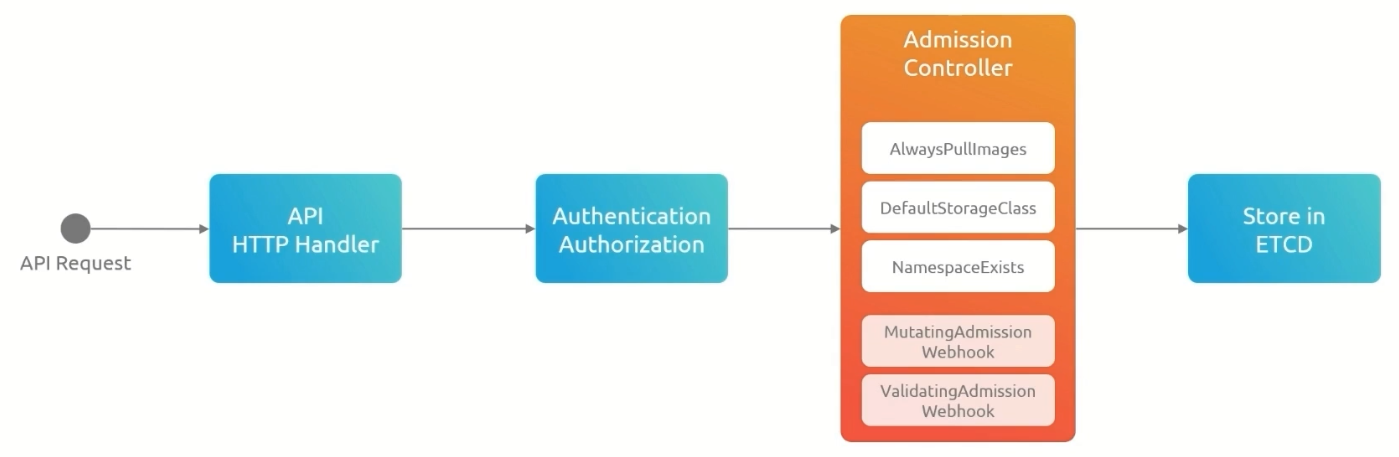 API Request
API
HTTP Handler
Authentication
Authorization
Admission
Controller
AlwaysPullImages
DefaultStorageClass
NamespaceExists
MutatingAdmission
Webhook
ValidatingAdmission
Webhook
Store in
ETCD